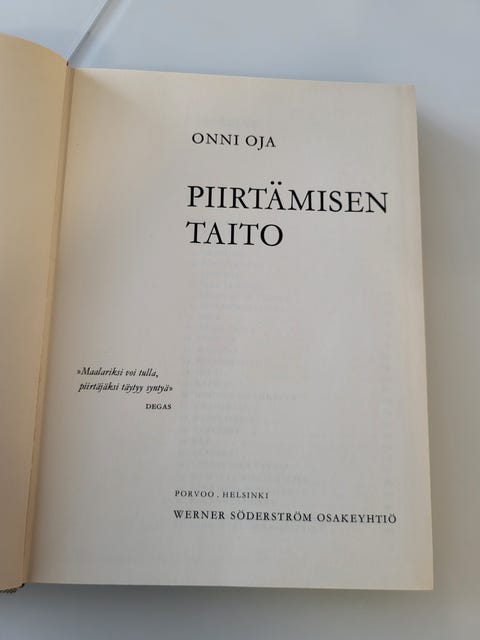 ONNI OJA
PIIRTÄMISEN
TAITO
»Maalariksi voi tulla,
piirtäjäksi täytyy syntyä»
DEGAS
PORVOO . HELSINKI
WERNER SÖDERSTRÖM OSAKEYHTIÖ